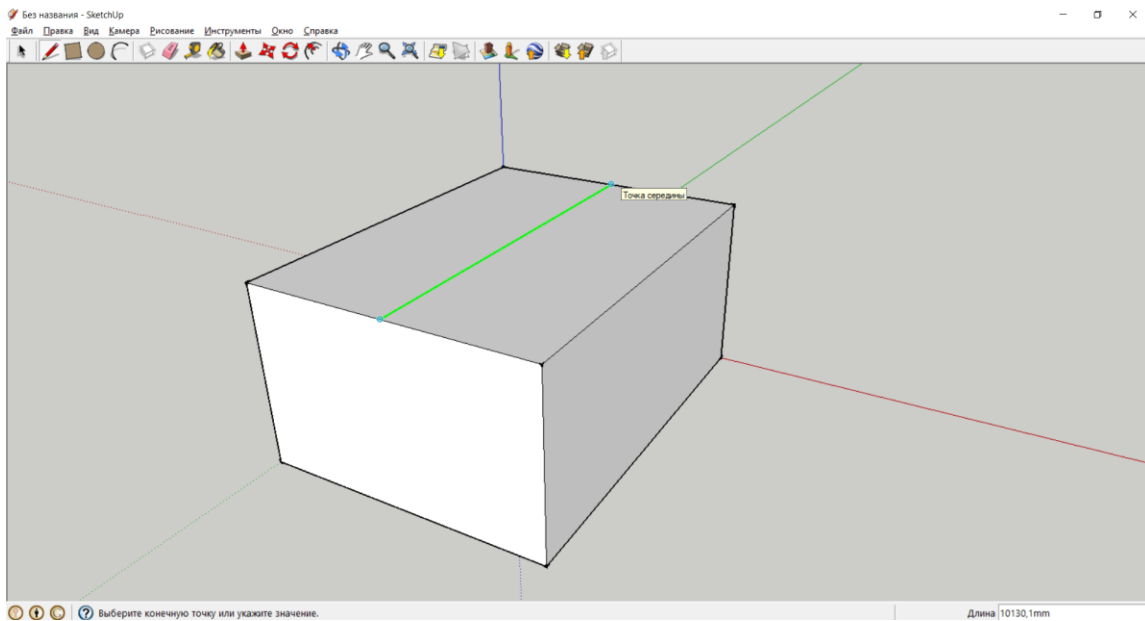 Без названия - SketchUp
Файл Правка Вид Камера Рисование Инструменты Окно Справка
Точка середины
Выберите конечную точку или укажите значение. Длина 10130,1mm